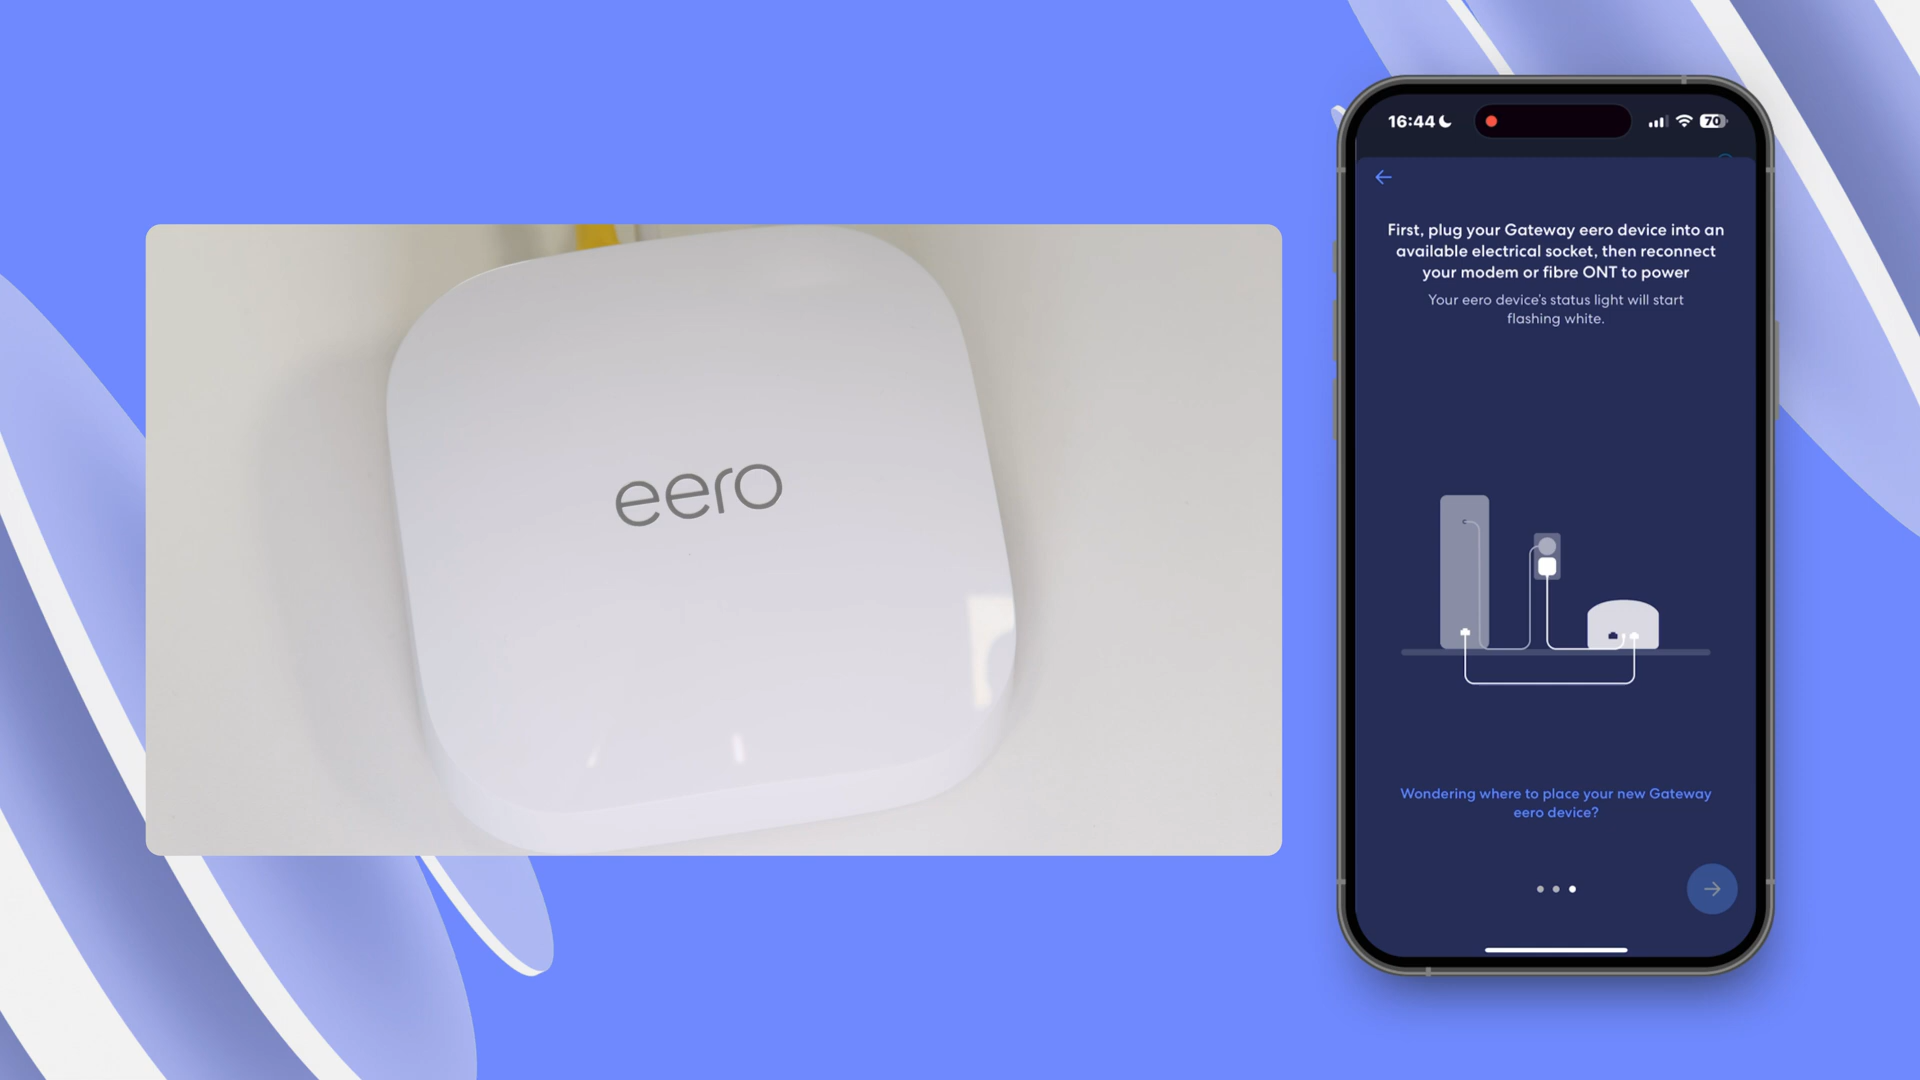 eero
16:44
70
First, plug your Gateway eero device into an
available electrical socket, then reconnect
your modem or fibre ONT to power
Your eero device's status light will start
flashing white.
Wondering where to place your new Gateway
eero device?